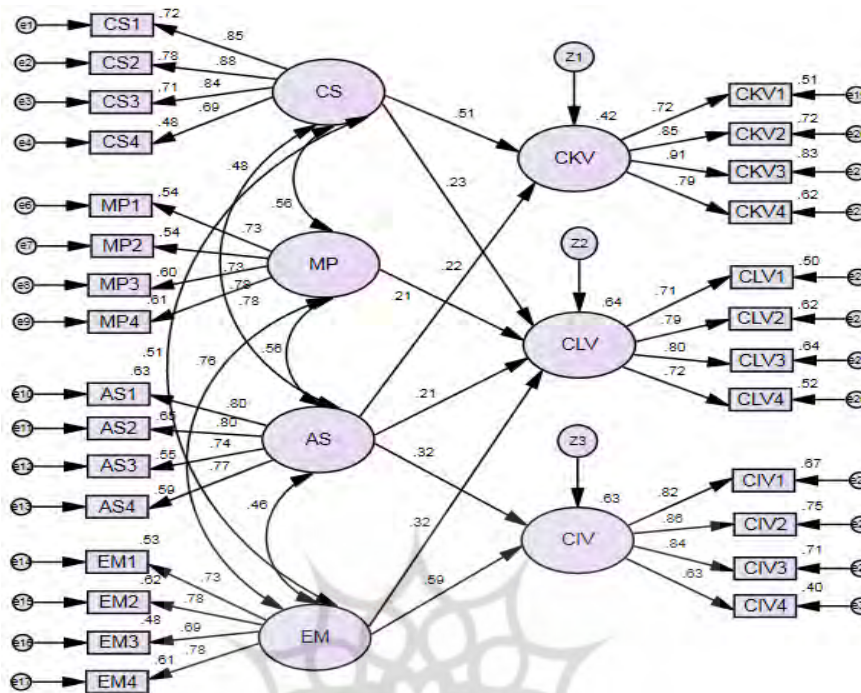 e1 CS1 .72
e2 CS2 .78 .85
e3 CS3 .71 .88
e4 CS4 .48 .84
.69
CS
e6 MP1 .54
e7 MP2 .54 .73
e8 MP3 .60 .73
e9 MP4 .61 .78
.78
MP
e10 AS1 .63
e11 AS2 .65 .80
e12 AS3 .55 .80
e13 AS4 .59 .74
.77
AS
e14 EM1 .53
e15 EM2 .62 .73
e16 EM3 .48 .78
e17 EM4 .61 .69
.78
EM
.48
.56
.51
.76
.56
.46
.51
.23
.22
.21
.21
.32
.32
.59
Z1
CKV .42
.72 CKV1 .51
.85 CKV2 .72
.91 CKV3 .83
.79 CKV4 .62
Z2
CLV .64
.71 CLV1 .50
.79 CLV2 .62
.80 CLV3 .64
.72 CLV4 .52
Z3
CIV .63
.82 CIV1 .67
.86 CIV2 .75
.84 CIV3 .71
.63 CIV4 .40